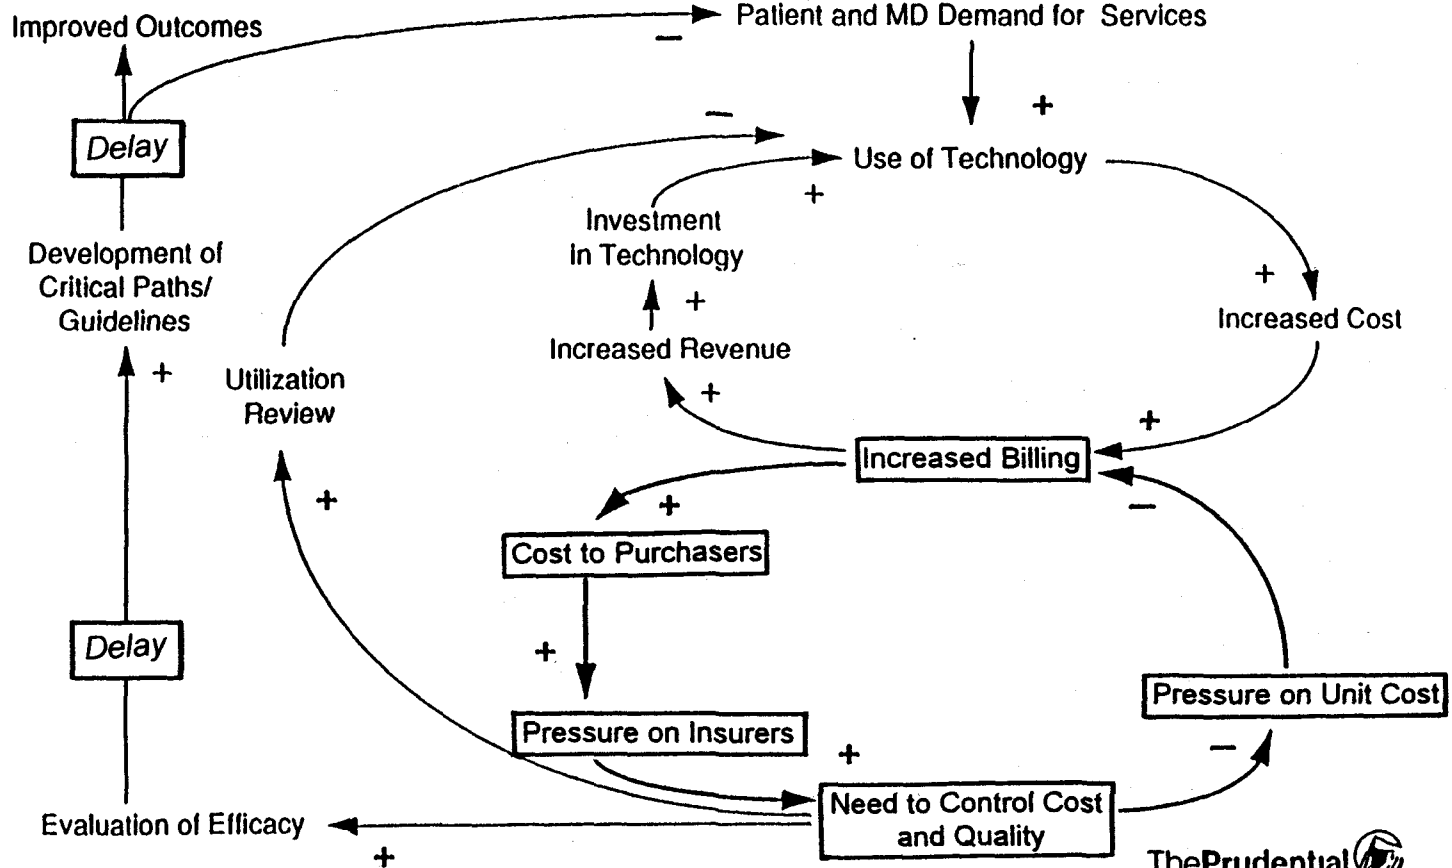 Improved Outcomes
Patient and MD Demand for Services
−
Delay
−
+
Use of Technology
+
Investment
in Technology
Development of
Critical Paths/
Guidelines
+
+
Increased Cost
Increased Revenue
+
Utilization
Review
+
+
Increased Billing
+
+
−
Cost to Purchasers
Delay
+
Pressure on Unit Cost
Pressure on Insurers
+
−
Need to Control Cost
and Quality
Evaluation of Efficacy
+
ThePrudential